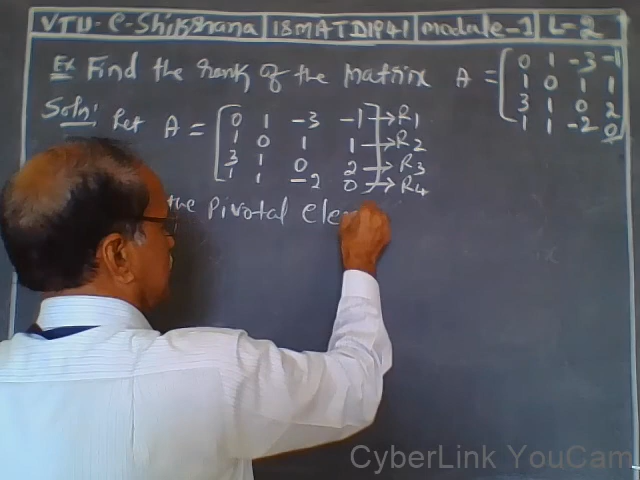 VTU-e-Shikshana 18MATD1941 module-1 L-2
Ex Find the rank of the matrix A = [0 1 -3 -1
1 0 1 1
3 1 0 2
1 1 -2 0]
Soln: Let A = [0 1 -3 -1] → R1
1 0 1 1 → R2
3 1 0 2 → R3
1 1 -2 0 → R4
the Pivotal ele
CyberLink YouCam